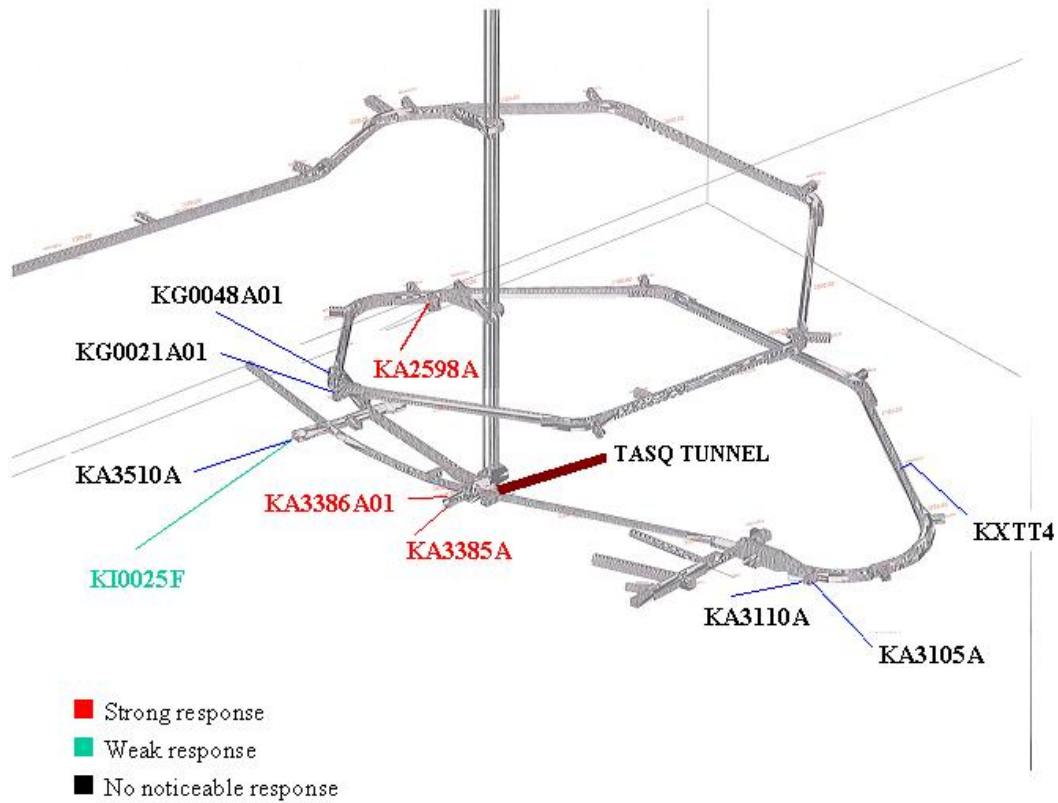 KG0048A01
KG0021A01
KA2598A
TASQ TUNNEL
KA3510A
KA3386A01
KA3385A
KXTT4
KI0025F
KA3110A
KA3105A
Strong response
Weak response
No noticeable response